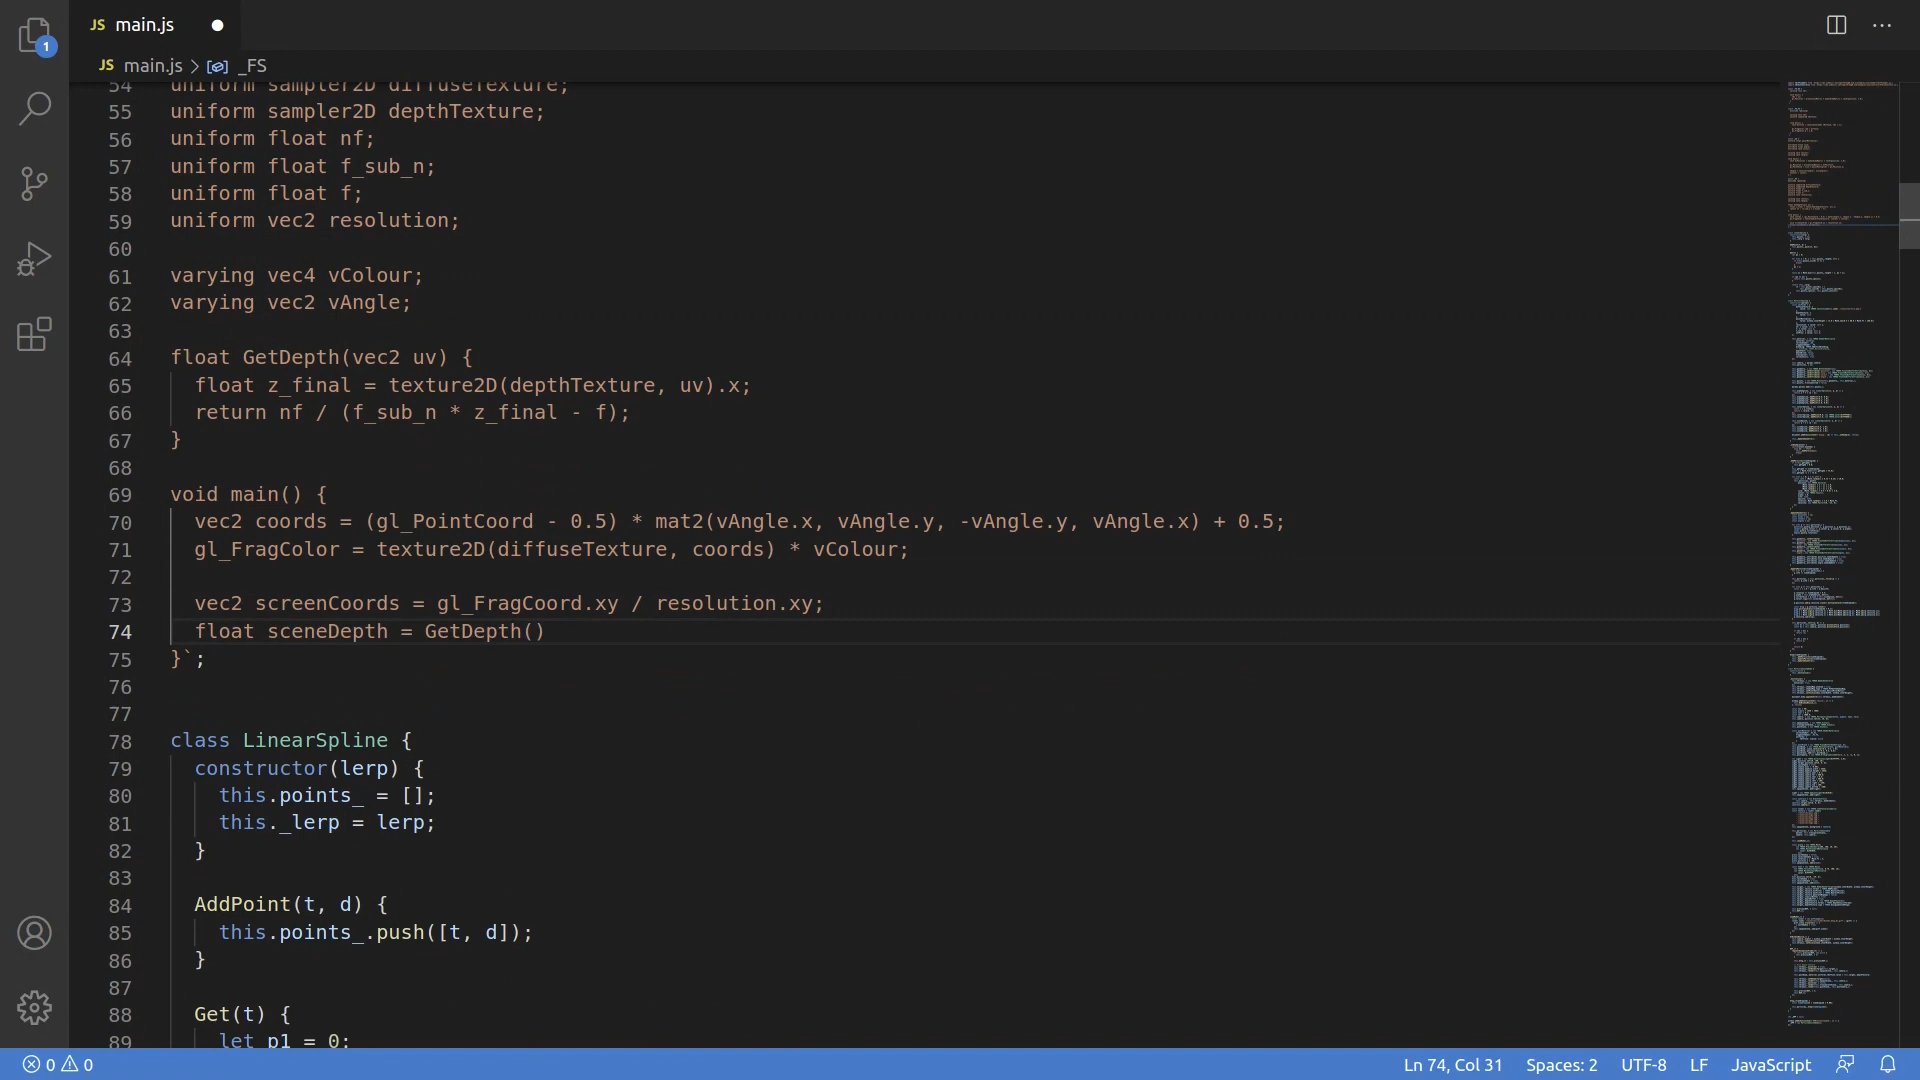 1
JS main.js
JS main.js > _FS
54 uniform sampler2D diffuseTexture;
55 uniform sampler2D depthTexture;
56 uniform float nf;
57 uniform float f_sub_n;
58 uniform float f;
59 uniform vec2 resolution;
60
61 varying vec4 vColour;
62 varying vec2 vAngle;
63
64 float GetDepth(vec2 uv) {
65   float z_final = texture2D(depthTexture, uv).x;
66   return nf / (f_sub_n * z_final - f);
67 }
68
69 void main() {
70   vec2 coords = (gl_PointCoord - 0.5) * mat2(vAngle.x, vAngle.y, -vAngle.y, vAngle.x) + 0.5;
71   gl_FragColor = texture2D(diffuseTexture, coords) * vColour;
72
73   vec2 screenCoords = gl_FragCoord.xy / resolution.xy;
74   float sceneDepth = GetDepth()
75 }`;
76
77
78 class LinearSpline {
79   constructor(lerp) {
80     this.points_ = [];
81     this._lerp = lerp;
82   }
83
84   AddPoint(t, d) {
85     this.points_.push([t, d]);
86   }
87
88   Get(t) {
89     let p1 = 0;
0 0 Ln 74, Col 31 Spaces: 2 UTF-8 LF JavaScript